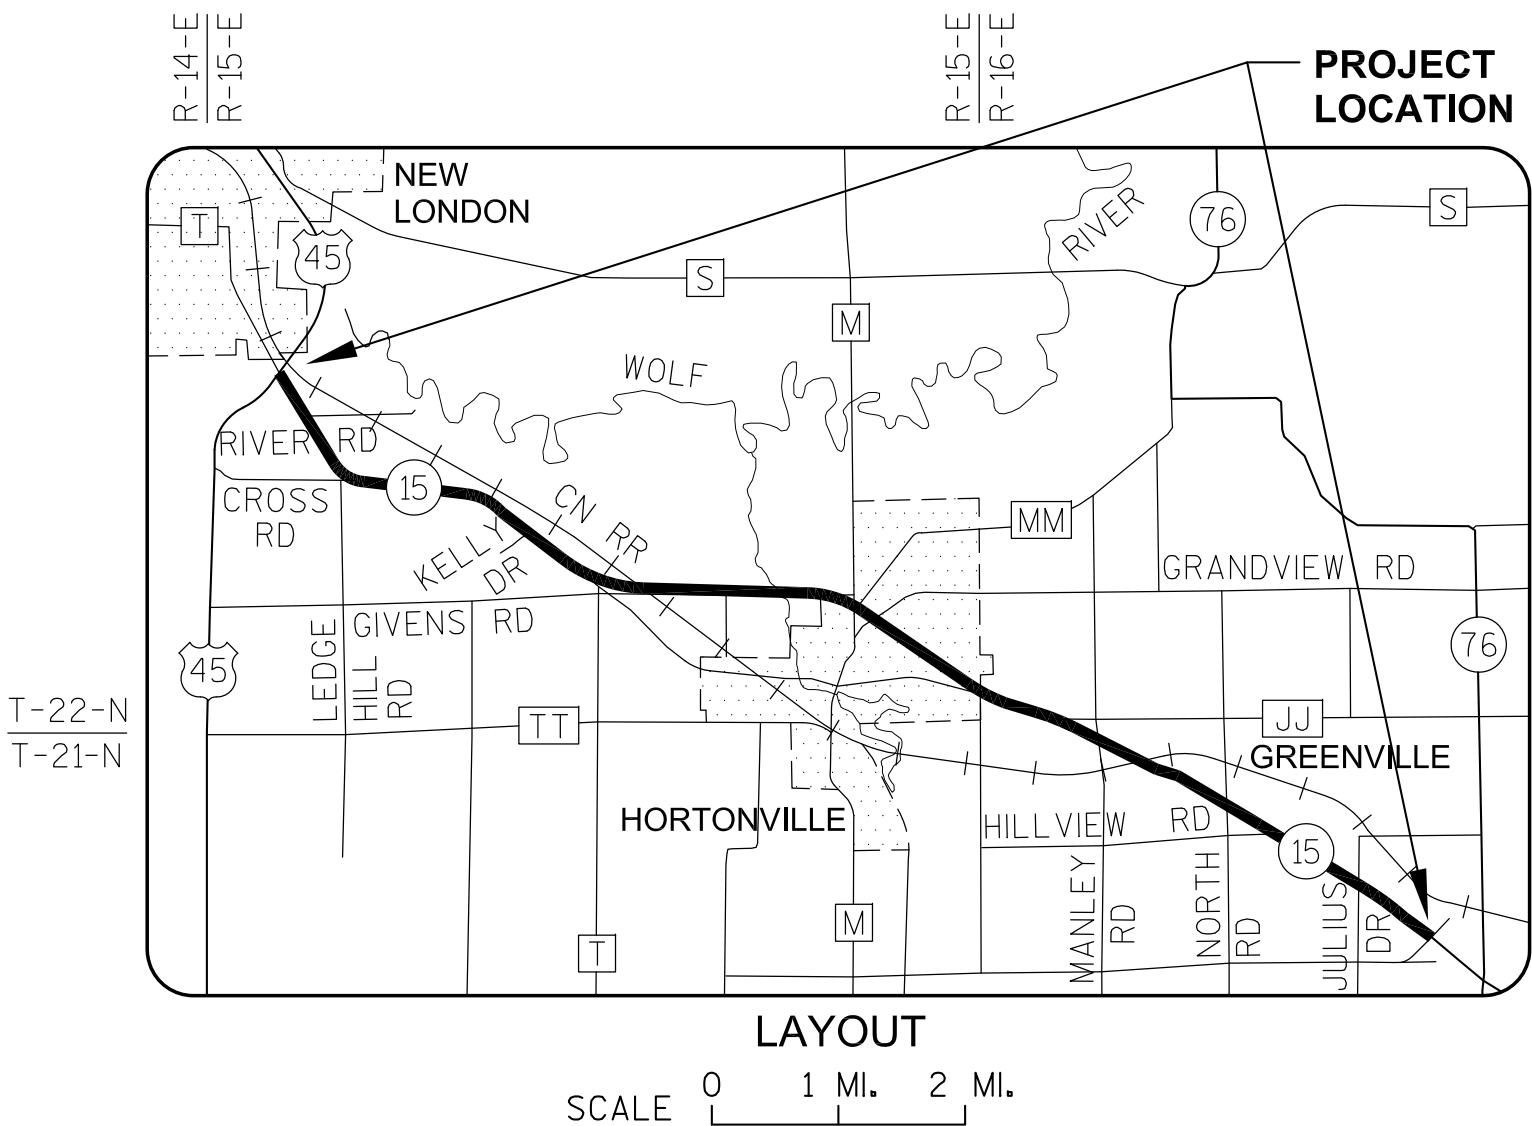 R-14-E
R-15-E
R-15-E
R-16-E
PROJECT
LOCATION
NEW
LONDON
T
45
S
M
RIVER
76
S
WOLF
RIVER RD
15
CROSS
RD
KELLY
DR
CN RR
MM
GRANDVIEW RD
GIVENS RD
LEDGE
HILL
RD
45
76
T-22-N
T-21-N
TT
JJ
GREENVILLE
HORTONVILLE
HILLVIEW RD
15
MANLEY
RD
NORTH
RD
JULIUS
DR
T
M
LAYOUT
SCALE
0 1 MI. 2 MI.